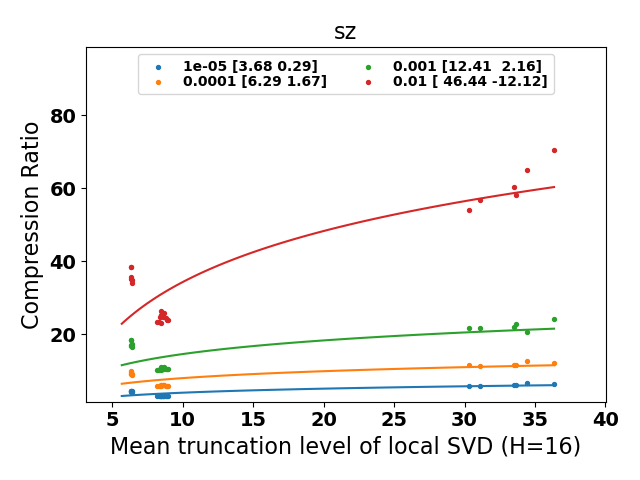 sz
1e-05 [3.68 0.29]
0.0001 [6.29 1.67]
0.001 [12.41  2.16]
0.01 [ 46.44 -12.12]
Compression Ratio
80
60
40
20
5 10 15 20 25 30 35 40
Mean truncation level of local SVD (H=16)